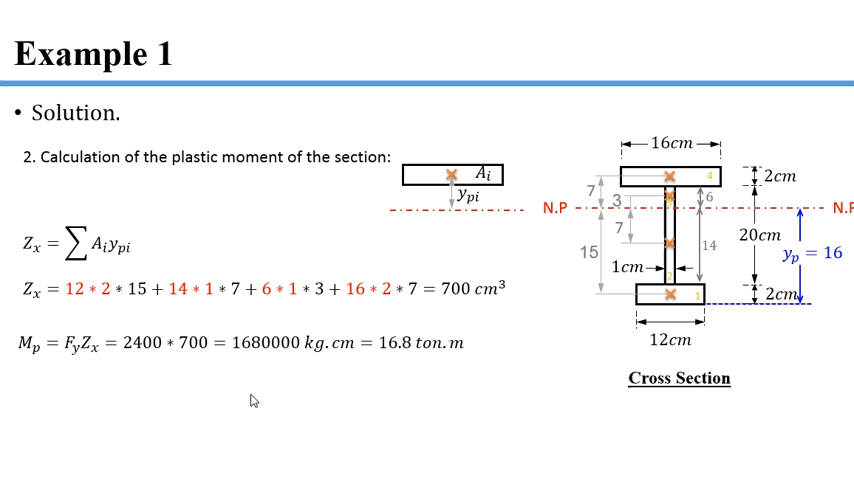 Example 1
• Solution.
2. Calculation of the plastic moment of the section:
A_i
y_pi
Z_x = ∑ A_i y_pi
Z_x = 12 * 2 * 15 + 14 * 1 * 7 + 6 * 1 * 3 + 16 * 2 * 7 = 700 cm³
M_p = F_y Z_x = 2400 * 700 = 1680000 kg.cm = 16.8 ton.m
16cm
4
2cm
7
3
6
N.P
N.P
7
20cm
15
14
y_p = 16
1cm
2
1
2cm
12cm
Cross Section